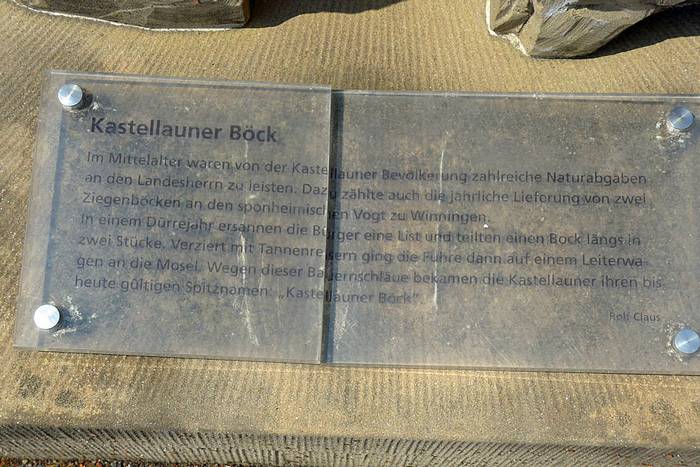 Kastellauner Böck
Im Mittelalter waren von der Kastellauner Bevölkerung zahlreiche Naturabgaben
an den Landesherrn zu leisten. Dazu zählte auch die jährliche Lieferung von zwei
Ziegenböcken an den sponheimischen Vogt zu Winningen.
In einem Dürrejahr ersannen die Bürger eine List und teilten einen Bock längs in
zwei Stücke. Verziert mit Tannenreisern ging die Fuhre dann auf einem Leiterwa-
gen an die Mosel. Wegen dieser Bauernschläue bekamen die Kastellauner ihren bis
heute gültigen Spitznamen: „Kastellauner Böck“.
Rolf Claus